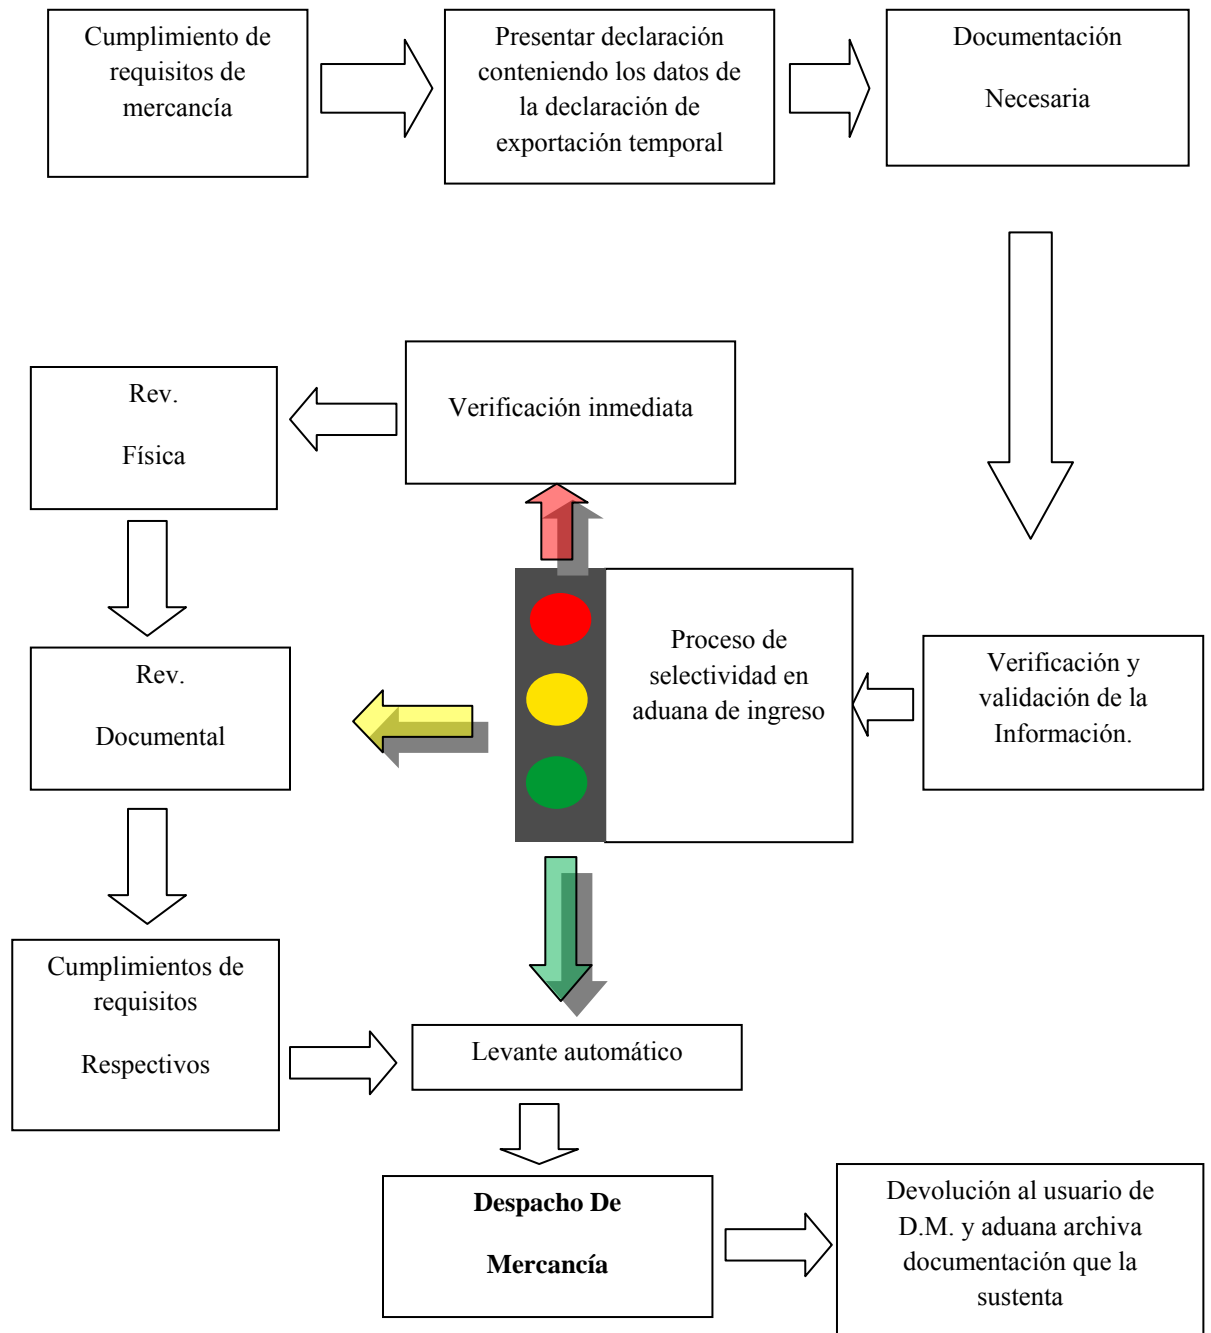 Cumplimiento de
requisitos de
mercancía
Presentar declaración
conteniendo los datos de
la declaración de
exportación temporal
Documentación
Necesaria
Verificación inmediata
Rev.
Física
Proceso de
selectividad en
aduana de ingreso
Verificación y
validación de la
Información.
Rev.
Documental
Cumplimientos de
requisitos
Respectivos
Levante automático
Despacho De
Mercancía
Devolución al usuario de
D.M. y aduana archiva
documentación que la
sustenta